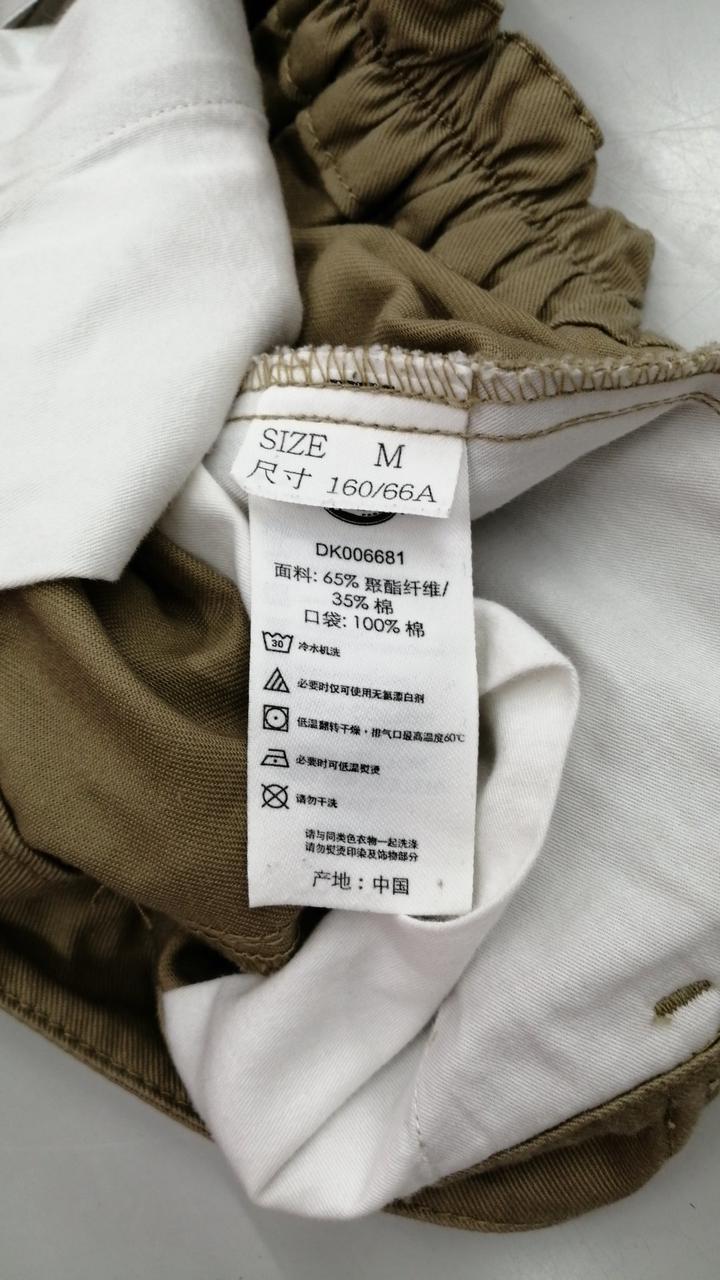 SIZE M
尺寸 160/66A
DK006681
面料: 65% 聚酯纤维/
35% 棉
口袋: 100% 棉
30 冷水机洗
必要时仅可使用无氯漂白剂
低温翻转干燥，排气口最高温度60℃
必要时可低温熨烫
请勿干洗
请与同类色衣物一起洗涤
请勿熨烫印染及饰物部分
产地：中国